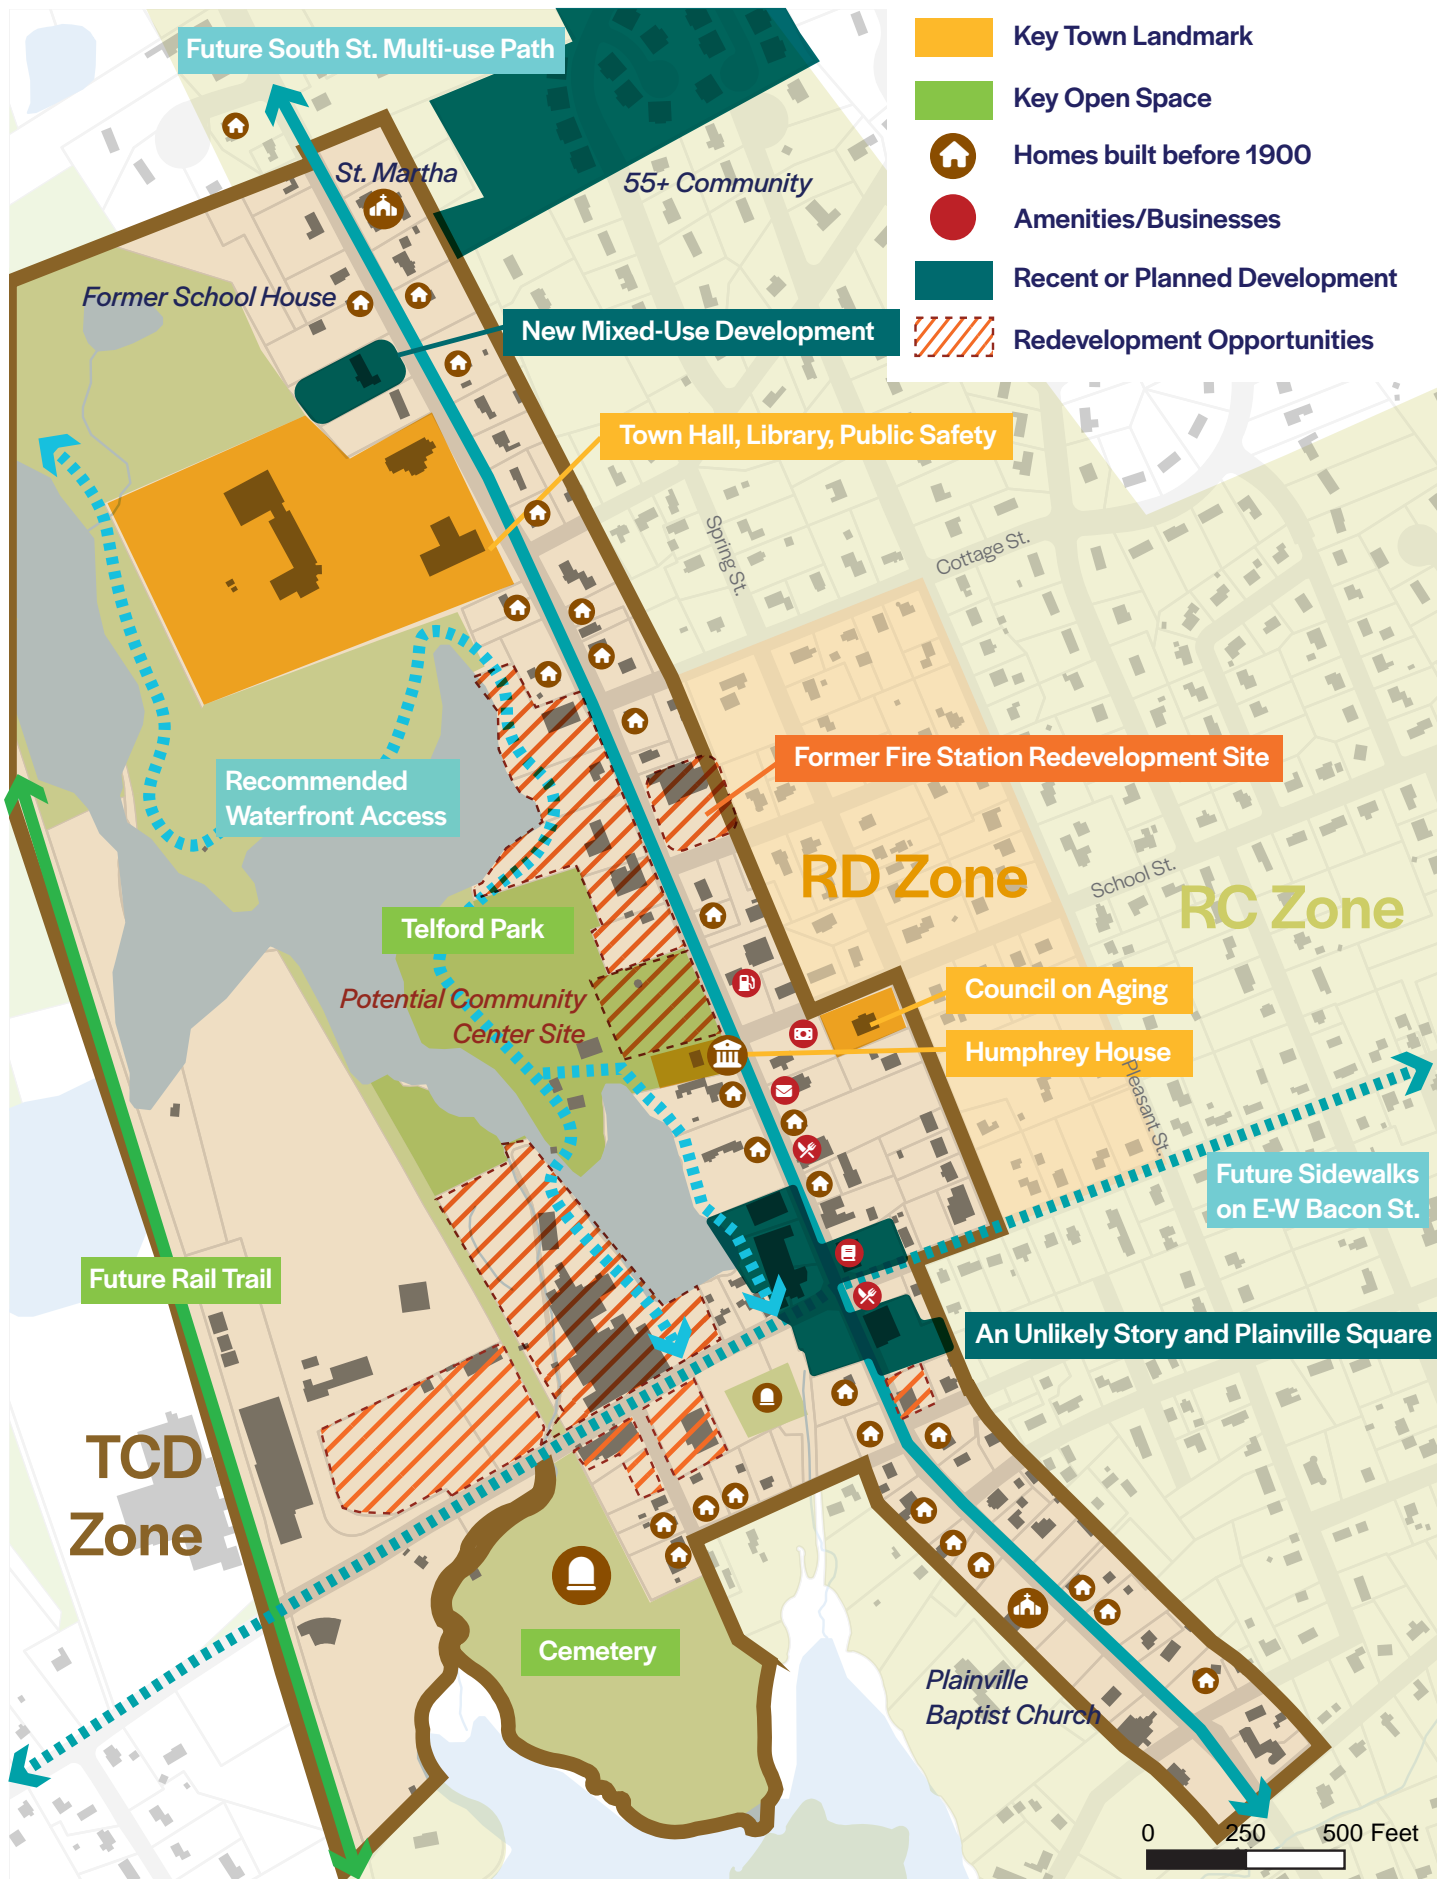 Future South St. Multi-use Path
Key Town Landmark
Key Open Space
Homes built before 1900
Amenities/Businesses
Recent or Planned Development
Redevelopment Opportunities
St. Martha
55+ Community
Former School House
New Mixed-Use Development
Town Hall, Library, Public Safety
Spring St.
Cottage St.
Recommended
Waterfront Access
Former Fire Station Redevelopment Site
RD Zone
School St.
RC Zone
Telford Park
Potential Community
Center Site
Council on Aging
Humphrey House
Pleasant St.
Future Sidewalks
on E-W Bacon St.
Future Rail Trail
An Unlikely Story and Plainville Square
TCD
Zone
Cemetery
Plainville
Baptist Church
0 250 500 Feet